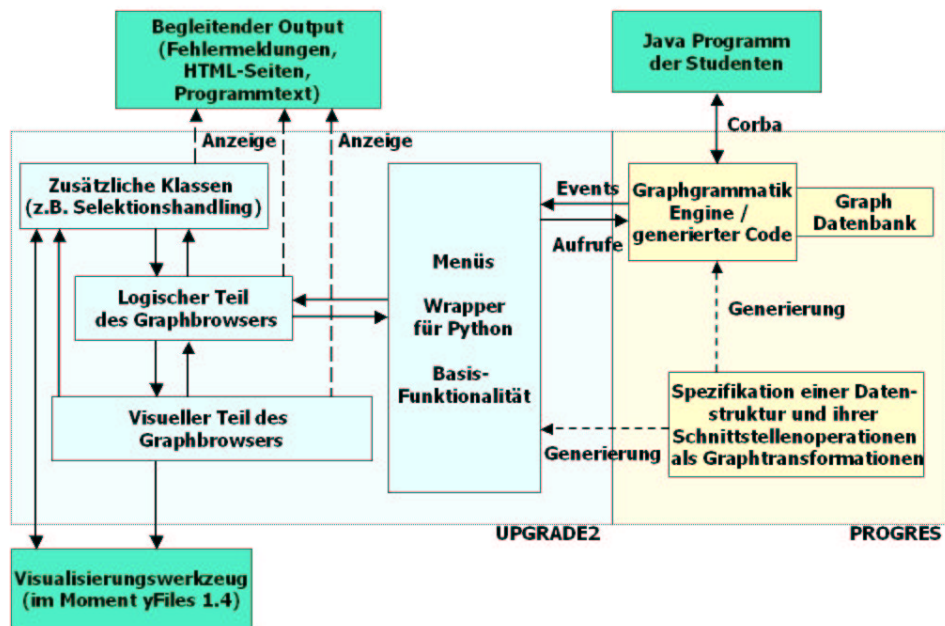 Begleitender Output
(Fehlermeldungen,
HTML-Seiten,
Programmtext)
Java Programm
der Studenten
Anzeige
Anzeige
Corba
Zusätzliche Klassen
(z.B. Selektionshandling)
Events
Aufrufe
Graphgrammatik
Engine /
generierter Code
Graph
Datenbank
Menüs
Wrapper
für Python
Basis-
Funktionalität
Logischer Teil
des Graphbrowsers
Generierung
Visueller Teil des
Graphbrowsers
Spezifikation einer Daten-
struktur und ihrer
Schnittstellenoperationen
als Graphtransformationen
Generierung
UPGRADE2
PROGRES
Visualisierungswerkzeug
(im Moment yFiles 1.4)